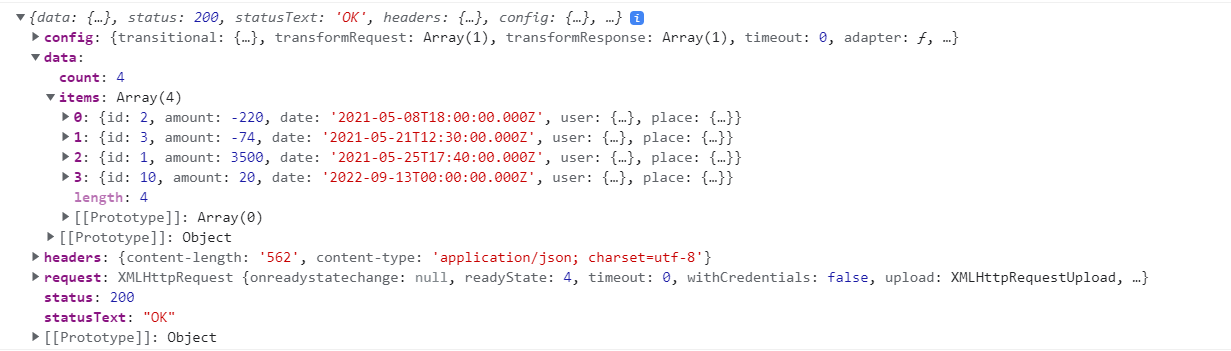 {data: {…}, status: 200, statusText: 'OK', headers: {…}, config: {…}, …} i
config: {transitional: {…}, transformRequest: Array(1), transformResponse: Array(1), timeout: 0, adapter: ƒ, …}
data:
count: 4
items: Array(4)
0: {id: 2, amount: -220, date: '2021-05-08T18:00:00.000Z', user: {…}, place: {…}}
1: {id: 3, amount: -74, date: '2021-05-21T12:30:00.000Z', user: {…}, place: {…}}
2: {id: 1, amount: 3500, date: '2021-05-25T17:40:00.000Z', user: {…}, place: {…}}
3: {id: 10, amount: 20, date: '2022-09-13T00:00:00.000Z', user: {…}, place: {…}}
length: 4
[[Prototype]]: Array(0)
[[Prototype]]: Object
headers: {content-length: '562', content-type: 'application/json; charset=utf-8'}
request: XMLHttpRequest {onreadystatechange: null, readyState: 4, timeout: 0, withCredentials: false, upload: XMLHttpRequestUpload, …}
status: 200
statusText: "OK"
[[Prototype]]: Object